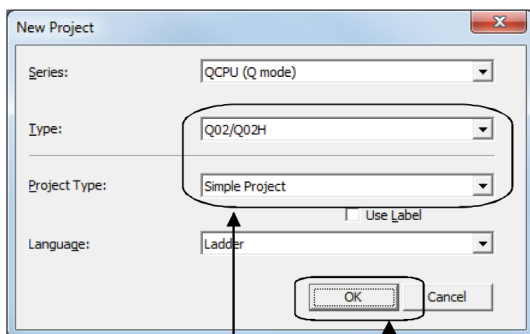 New Project
Series: QCPU (Q mode)
Type: Q02/Q02H
Project Type: Simple Project
Use Label
Language: Ladder
OK Cancel